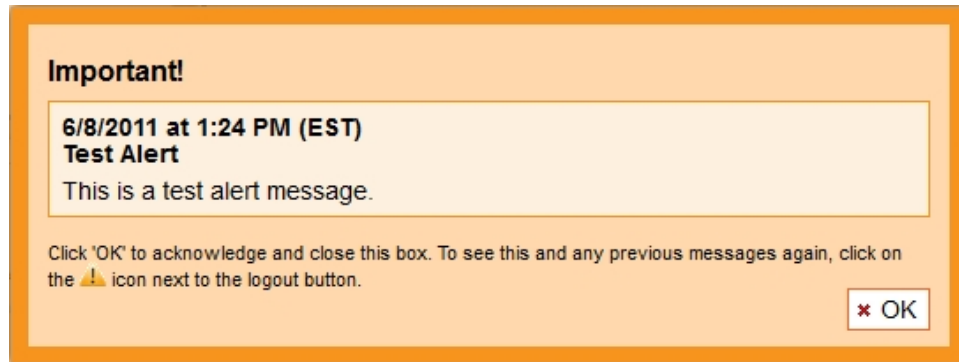 Important!
6/8/2011 at 1:24 PM (EST)
Test Alert
This is a test alert message.
Click 'OK' to acknowledge and close this box. To see this and any previous messages again, click on
the icon next to the logout button.
OK